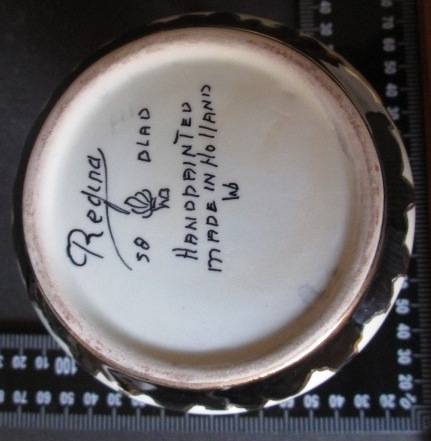 Regina
58 DLAD
HANDPAINTED
MADE IN HOLLAND